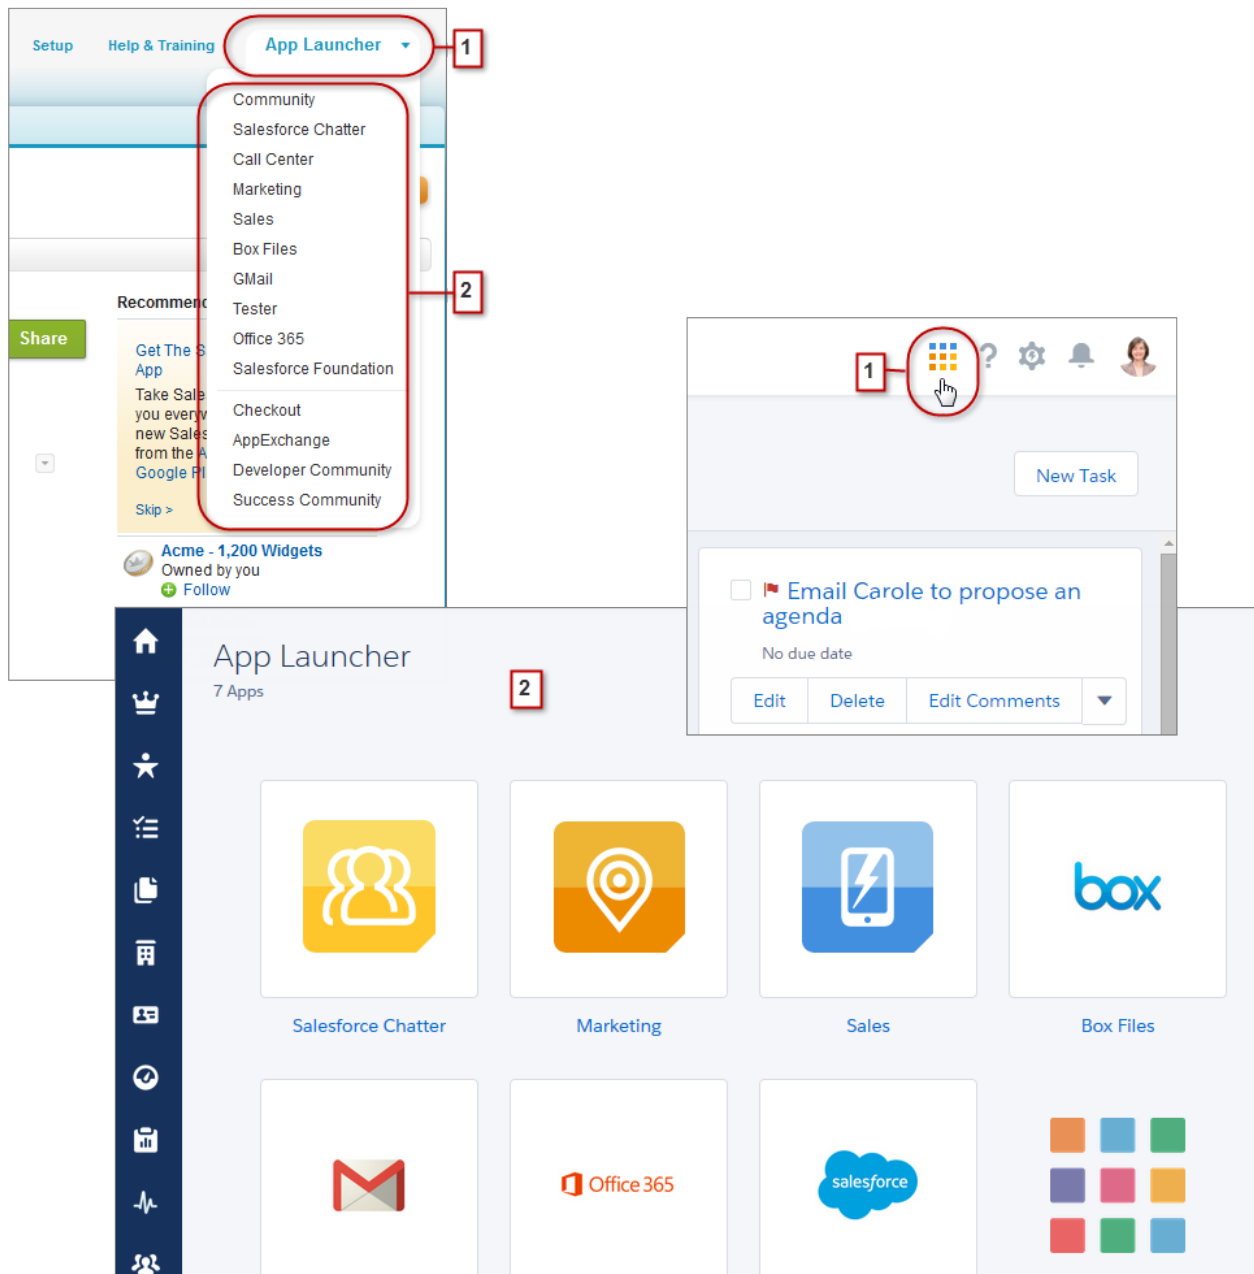 Setup Help & Training App Launcher
1
Community
Salesforce Chatter
Call Center
Marketing
Sales
Box Files
GMail
Tester
Office 365
Salesforce Foundation
Checkout
AppExchange
Developer Community
Success Community
2
Recommend
Share
Get The S
App
Take Sale
you everyw
new Sales
from the A
Google Pl
Skip >
Acme - 1,200 Widgets
Owned by you
Follow
1
?
New Task
Email Carole to propose an
agenda
No due date
Edit Delete Edit Comments
App Launcher
7 Apps
2
box
Salesforce Chatter Marketing Sales Box Files
Office 365
salesforce